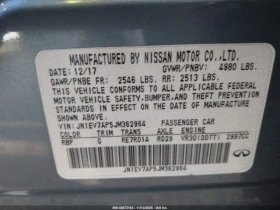 MANUFACTURED BY NISSAN MOTOR CO.,LTD.
DATE: 12/17 GVWR/PNBV: 4980 LBS.
GAWR/PNBE FR: 2546 LBS. RR: 2513 LBS.
THIS VEHICLE CONFORMS TO ALL APPLICABLE
FEDERAL MOTOR VEHICLE SAFETY, BUMPER, AND THEFT PREVENTION
STANDARDS IN EFFECT ON THE DATE OF
MANUFACTURE SHOWN ABOVE.
VIN: JN1EV7AP5JM362964 PASSENGER CAR
COLOR TRIM TRANS AXLE ENGINE
RBP G RE7R01A RG29 VR30(DDTT) 2997CC
JN1EV7AP5JM362964